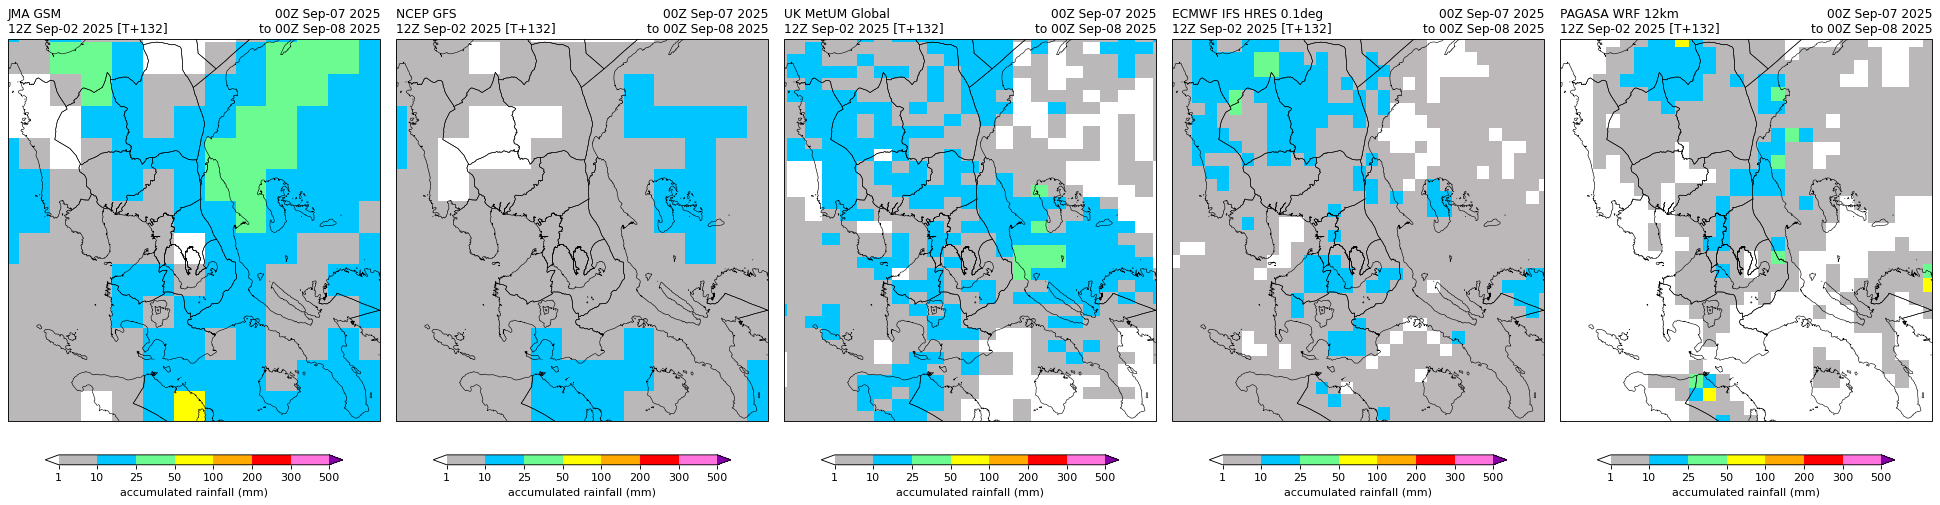 JMA GSM 00Z Sep-07 2025
12Z Sep-02 2025 [T+132] to 00Z Sep-08 2025
NCEP GFS 00Z Sep-07 2025
12Z Sep-02 2025 [T+132] to 00Z Sep-08 2025
UK MetUM Global 00Z Sep-07 2025
12Z Sep-02 2025 [T+132] to 00Z Sep-08 2025
ECMWF IFS HRES 0.1deg 00Z Sep-07 2025
12Z Sep-02 2025 [T+132] to 00Z Sep-08 2025
PAGASA WRF 12km 00Z Sep-07 2025
12Z Sep-02 2025 [T+132] to 00Z Sep-08 2025
1 10 25 50 100 200 300 500
accumulated rainfall (mm)
1 10 25 50 100 200 300 500
accumulated rainfall (mm)
1 10 25 50 100 200 300 500
accumulated rainfall (mm)
1 10 25 50 100 200 300 500
accumulated rainfall (mm)
1 10 25 50 100 200 300 500
accumulated rainfall (mm)